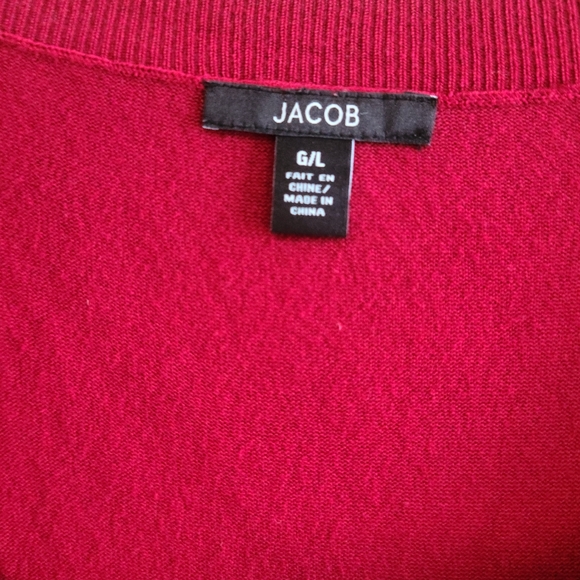 JACOB
G/L
FAIT EN
CHINE/
MADE IN
CHINA